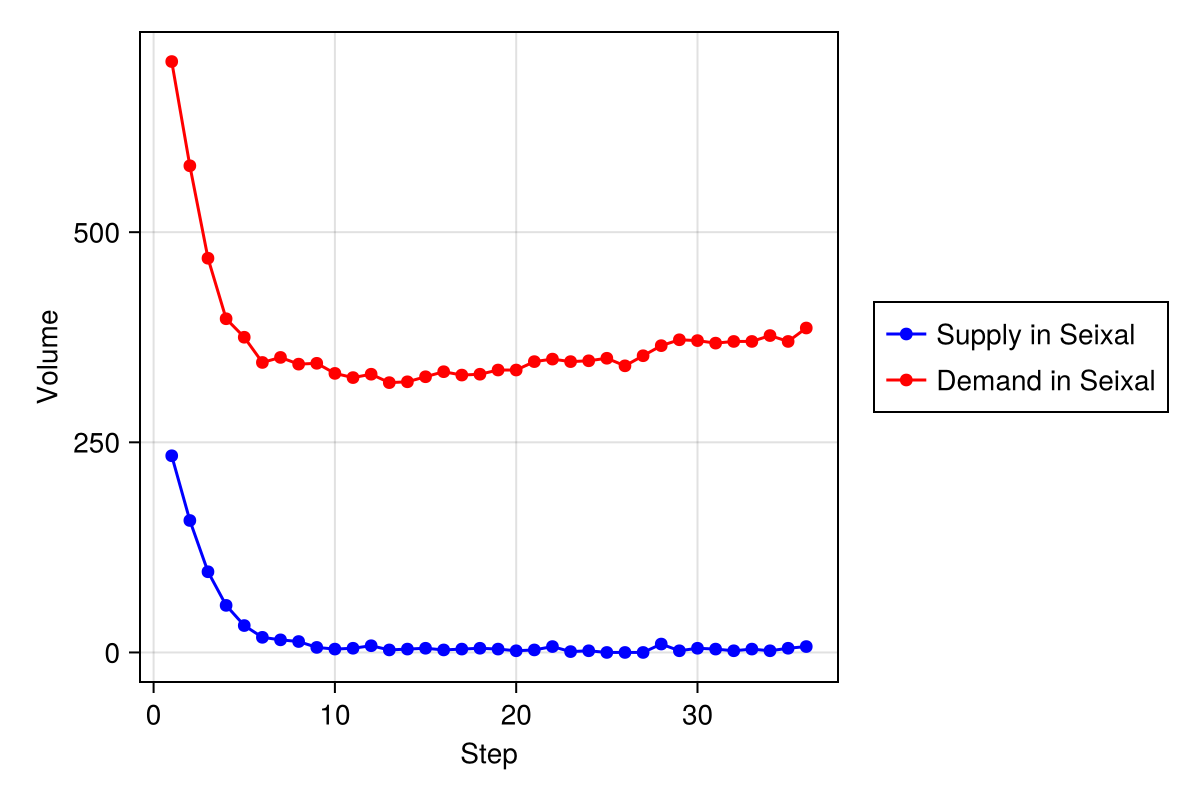 Volume
500
250
0
0 10 20 30
Step
Supply in Seixal
Demand in Seixal